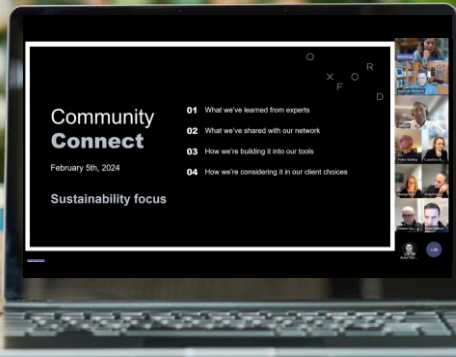 O
R
X
O
F
D
Community
Connect
February 5th, 2024
Sustainability focus
01 What we've learned from experts
02 What we've shared with our network
03 How we're building it into our tools
04 How we're considering it in our client choices